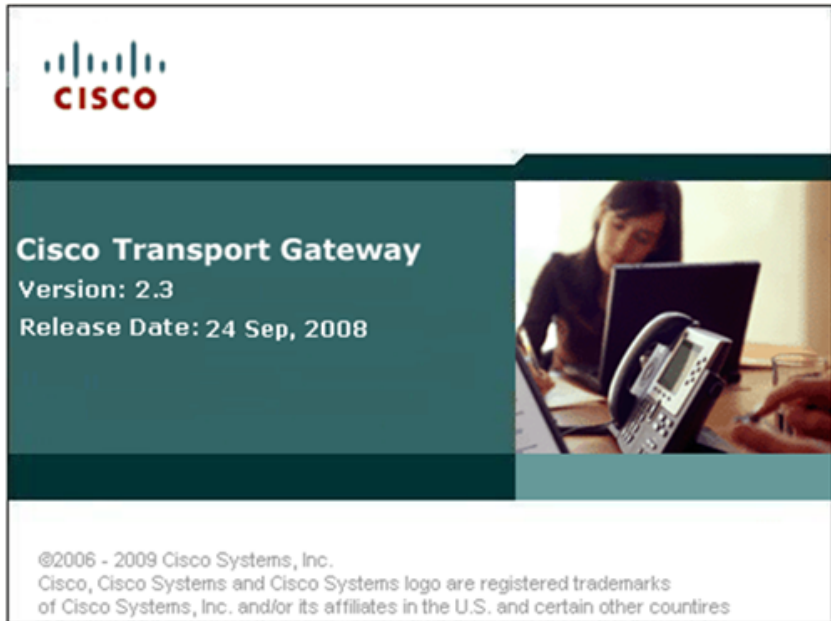 CISCO
Cisco Transport Gateway
Version: 2.3
Release Date: 24 Sep, 2008
©2006 - 2009 Cisco Systems, Inc.
Cisco, Cisco Systems and Cisco Systems logo are registered trademarks
of Cisco Systems, Inc. and/or its affiliates in the U.S. and certain other countires